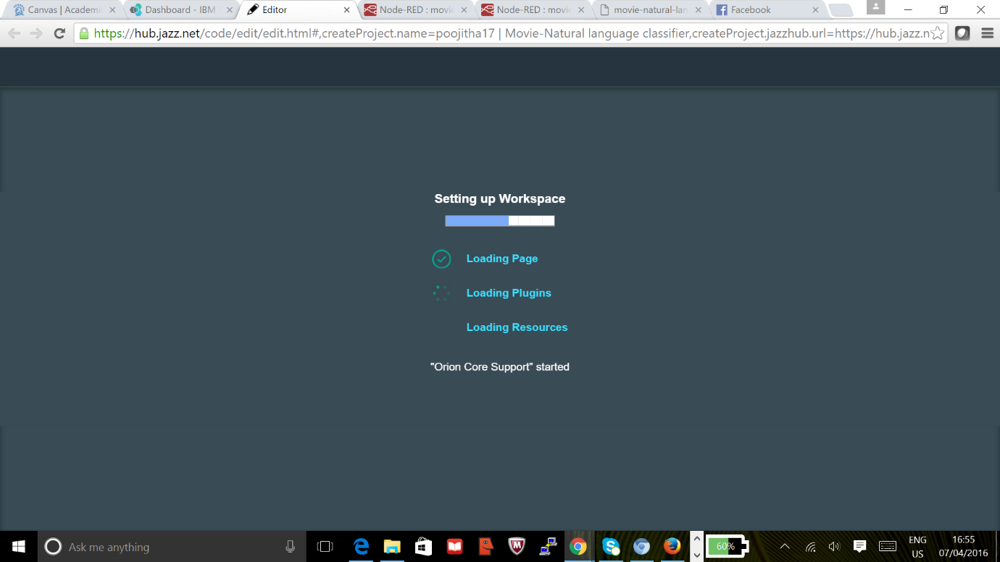 Canvas | Academi
Dashboard - IBM
Editor
Node-RED : movi
Node-RED : movi
movie-natural-lan
Facebook
https://hub.jazz.net/code/edit/edit.html#,createProject.name=poojitha17 | Movie-Natural language classifier,createProject.jazzhub.url=https://hub.jazz.n
Setting up Workspace
Loading Page
Loading Plugins
Loading Resources
"Orion Core Support" started
Ask me anything
60%
ENG
US
16:55
07/04/2016